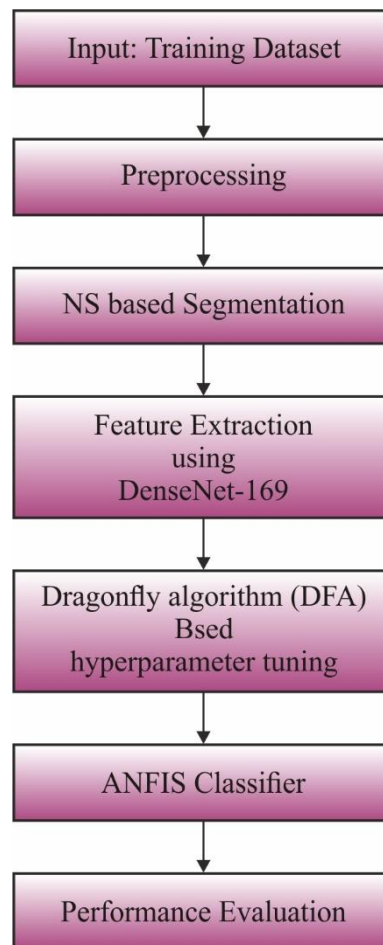 Input: Training Dataset
Preprocessing
NS based Segmentation
Feature Extraction
using
DenseNet-169
Dragonfly algorithm (DFA)
Bsed
hyperparameter tuning
ANFIS Classifier
Performance Evaluation